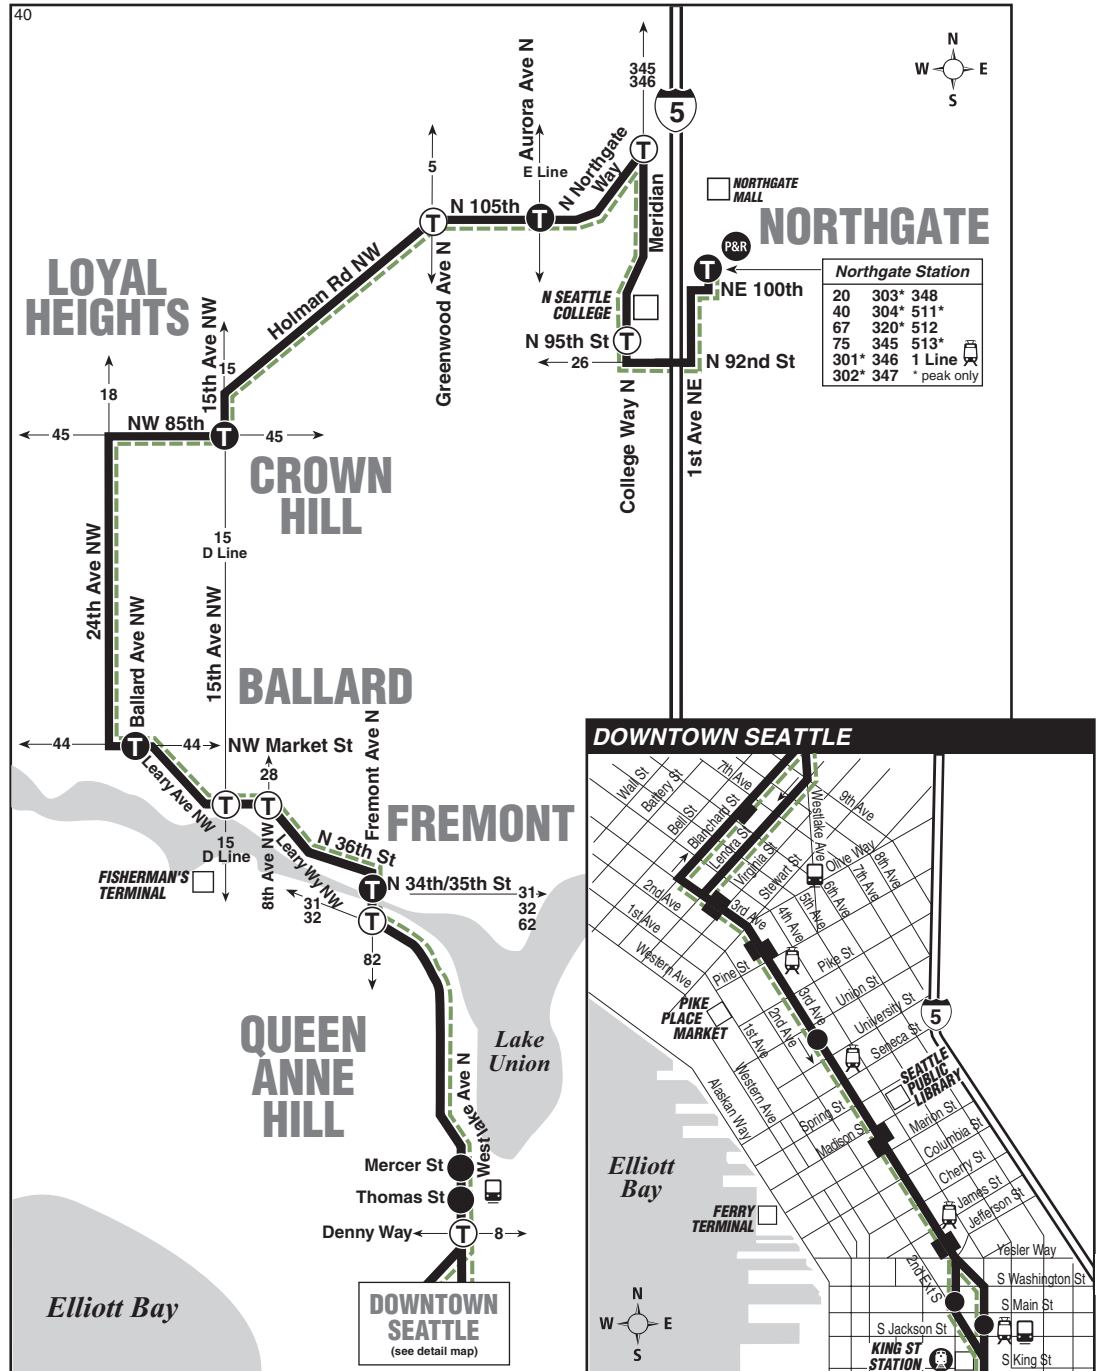 40
N
W E
S
345
346
5
Aurora Ave N
5
E Line
N Northgate
Way
T
Meridian
NORTHGATE
MALL
N 105th
T
T
NORTHGATE
P&R
T
Northgate Station
20 303* 348
40 304* 511*
67 320* 512
75 345 513*
301* 346 1 Line
302* 347 * peak only
NE 100th
LOYAL
HEIGHTS
Holman Rd NW
Greenwood Ave N
N SEATTLE
COLLEGE
N 95th St
T
26
N 92nd St
College Way N
1st Ave NE
15th Ave NW
15
18
NW 85th
45
T
45
CROWN
HILL
15
D Line
24th Ave NW
15th Ave NW
Ballard Ave NW
BALLARD
44
T
44
NW Market St
28
Leary Ave NW
T
T
15
D Line
8th Ave NW
Leary Wy NW
N 36th St
Fremont Ave N
FREMONT
FISHERMAN'S
TERMINAL
T
N 34th/35th St
31
32
62
31
32
T
82
QUEEN
ANNE
HILL
Lake
Union
Westlake Ave N
Mercer St
Thomas St
Denny Way
T
8
DOWNTOWN
SEATTLE
(see detail map)
Elliott Bay
DOWNTOWN SEATTLE
Wall St
Battery St
Bell St
Blanchard St
Lenora St
Virginia St
Stewart St
Olive Way
7th Ave
Westlake Ave
9th Ave
8th Ave
7th Ave
6th Ave
5th Ave
4th Ave
3rd Ave
2nd Ave
1st Ave
Western Ave
Pine St
Pike St
Union St
University St
Seneca St
PIKE
PLACE
MARKET
3rd Ave
2nd Ave
1st Ave
Western Ave
Alaskan Way
5
SEATTLE
PUBLIC
LIBRARY
Spring St
Madison St
Marion St
Columbia St
Cherry St
James St
Jefferson St
Elliott
Bay
FERRY
TERMINAL
Yesler Way
2nd Ext S
S Washington St
S Main St
S Jackson St
S King St
KING ST
STATION
N
W E
S